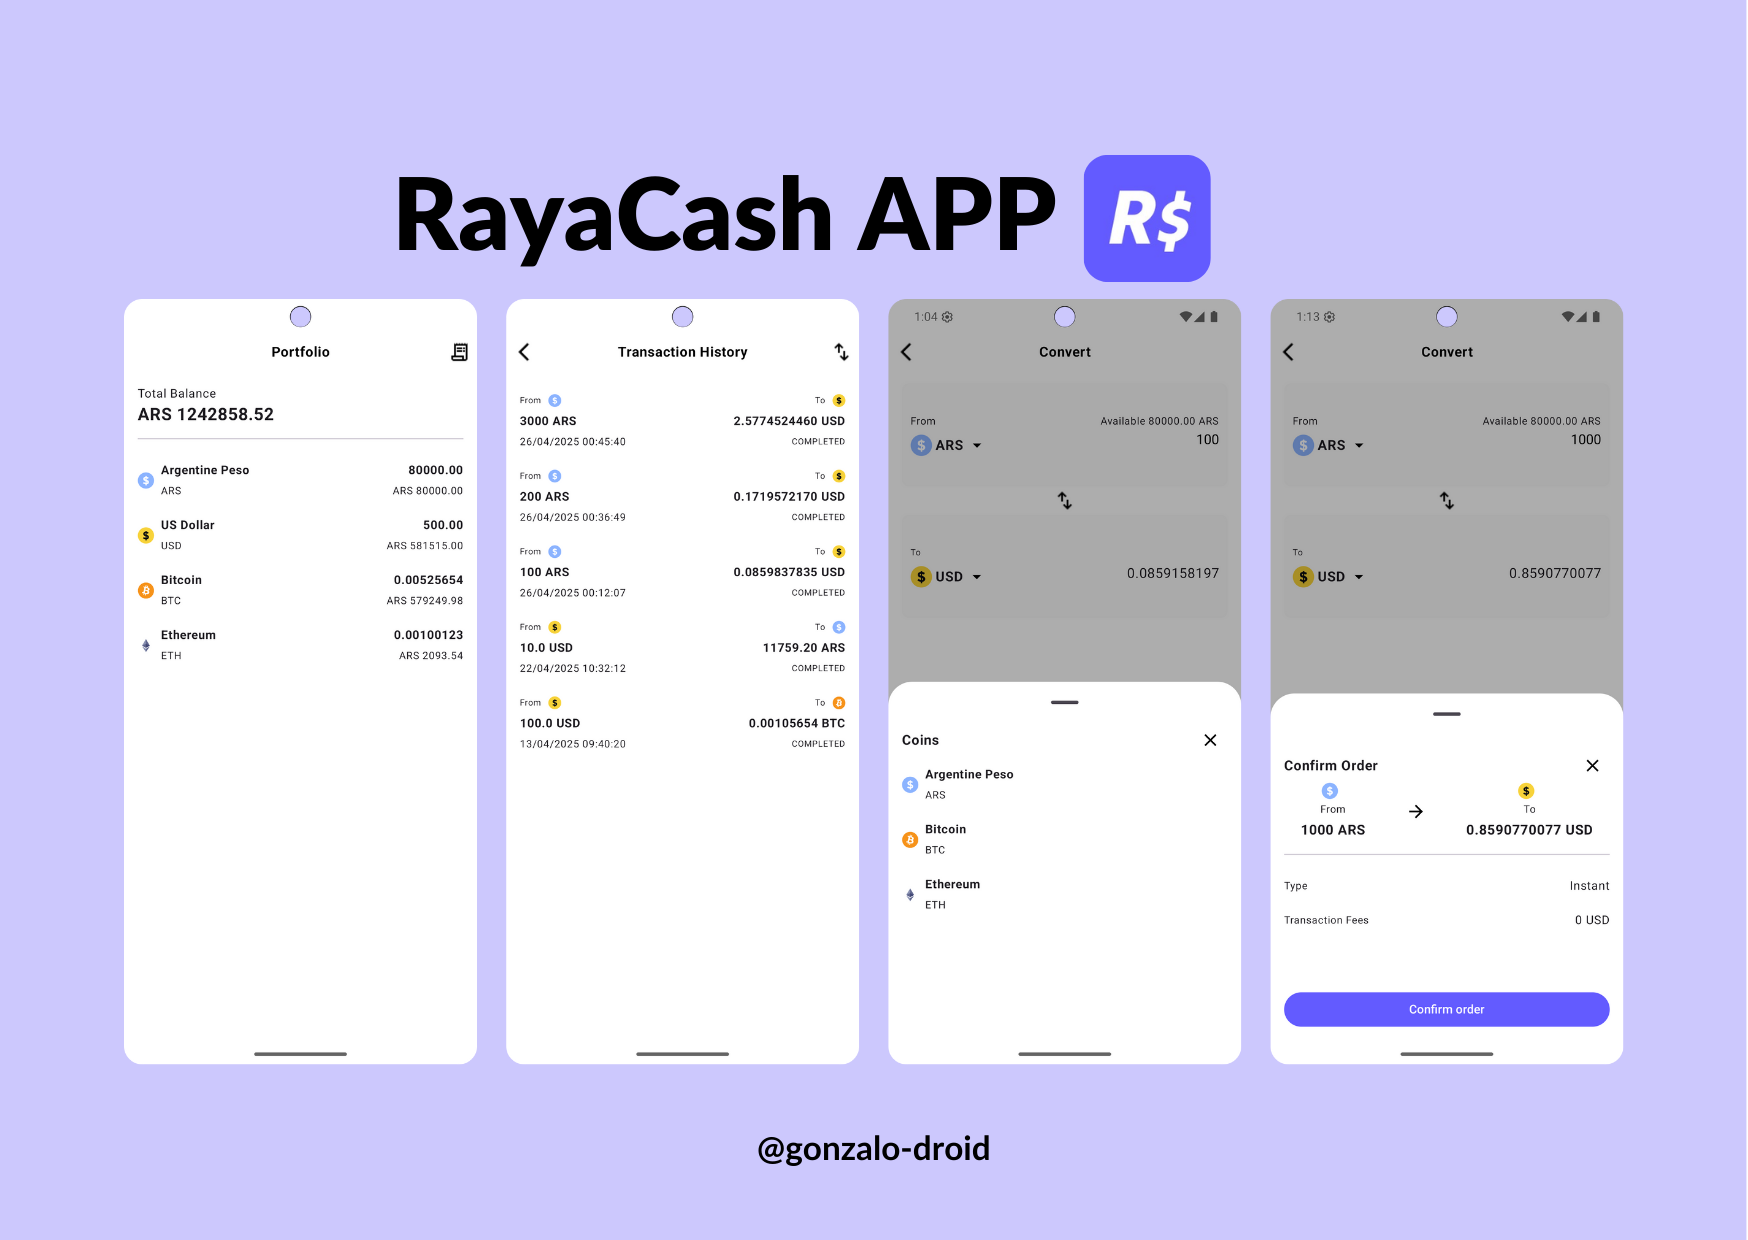 RayaCash APP
R$
Portfolio
Total Balance
ARS 1242858.52
Argentine Peso 80000.00
ARS ARS 80000.00
US Dollar 500.00
USD ARS 581515.00
Bitcoin 0.00525654
BTC ARS 579249.98
Ethereum 0.00100123
ETH ARS 2093.54
Transaction History
From To
3000 ARS 2.5774524460 USD
26/04/2025 00:45:40 COMPLETED
From To
200 ARS 0.1719572170 USD
26/04/2025 00:36:49 COMPLETED
From To
100 ARS 0.0859837835 USD
26/04/2025 00:12:07 COMPLETED
From To
10.0 USD 11759.20 ARS
22/04/2025 10:32:12 COMPLETED
From To
100.0 USD 0.00105654 BTC
13/04/2025 09:40:20 COMPLETED
1:04
Convert
From Available 80000.00 ARS
ARS 100
To
USD 0.0859158197
Coins
Argentine Peso
ARS
Bitcoin
BTC
Ethereum
ETH
1:13
Convert
From Available 80000.00 ARS
ARS 1000
To
USD 0.8590770077
Confirm Order
From To
1000 ARS 0.8590770077 USD
Type Instant
Transaction Fees 0 USD
Confirm order
@gonzalo-droid